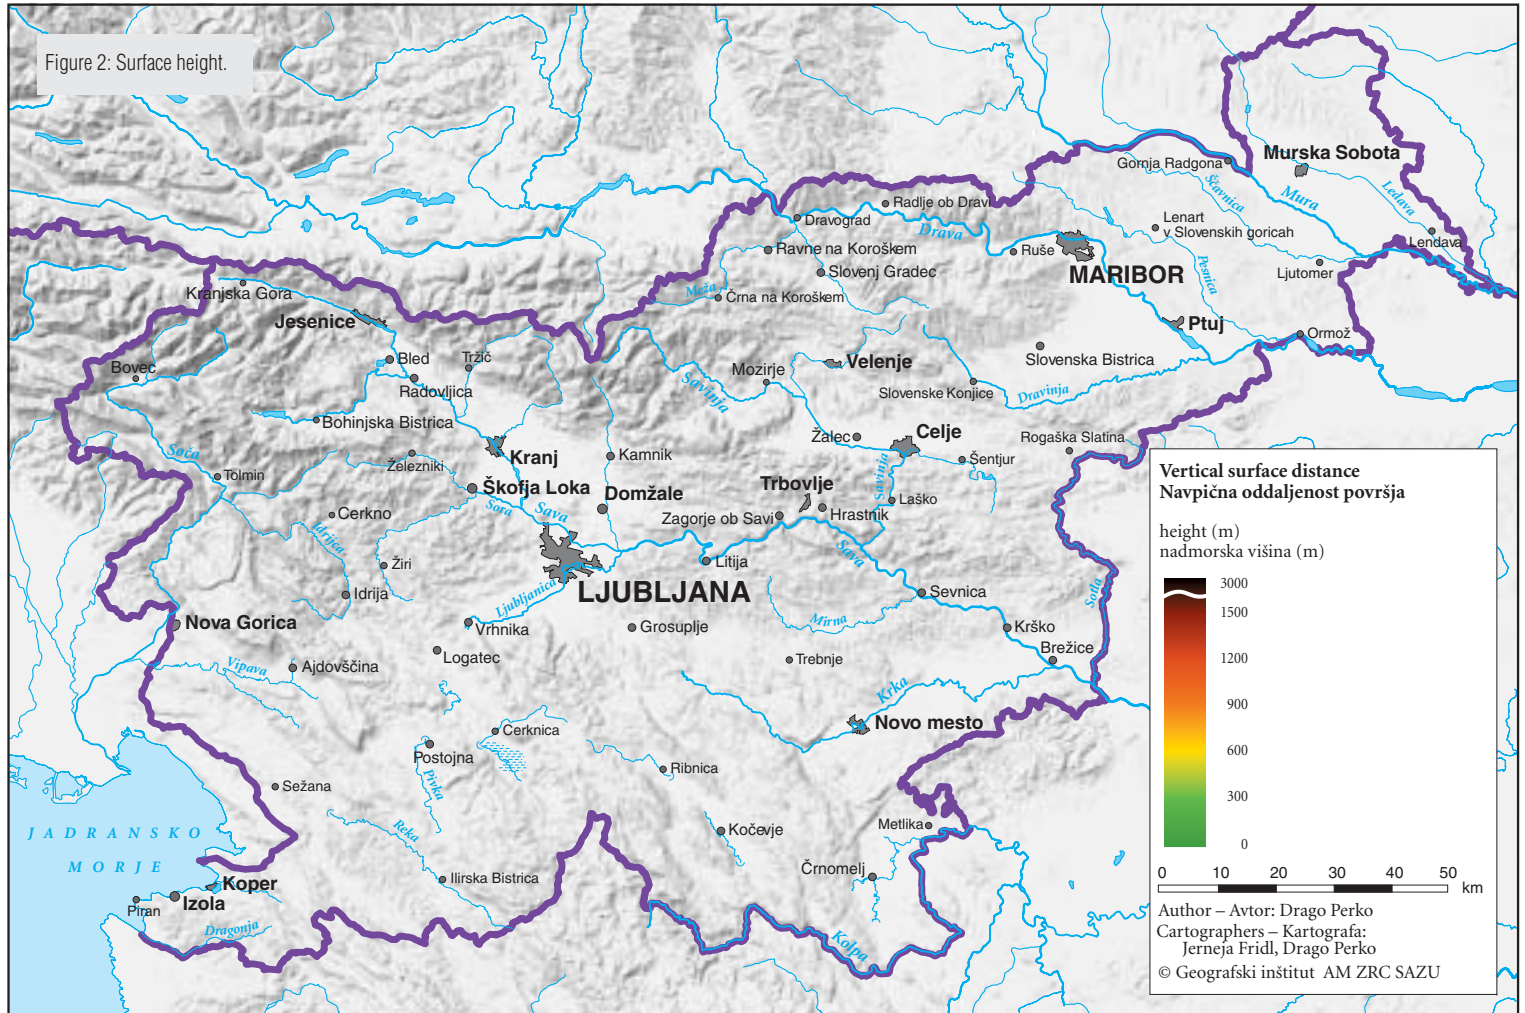 Figure 2: Surface height.
Murska Sobota
Gornja Radgona
Ščavnica
Mura
Ledava
Radlje ob Dravi
Dravograd
Drava
Lenart
v Slovenskih goricah
Lendava
Ravne na Koroškem
Ruše
MARIBOR
Pesnica
Ljutomer
Slovenj Gradec
Kranjska Gora
Meža
Črna na Koroškem
Jesenice
Ptuj
Ormož
Bled
Tržič
Velenje
Slovenska Bistrica
Bovec
Mozirje
Radovljica
Savinja
Slovenske Konjice
Dravinja
Bohinjska Bistrica
Celje
Žalec
Rogaška Slatina
Soča
Kranj
Kamnik
Šentjur
Železniki
Tolmin
Savinja
Škofja Loka
Domžale
Trbovlje
Laško
Cerkno
Sora
Sava
Zagorje ob Savi
Hrastnik
Idrijca
Sava
Žiri
Litija
Idrija
Ljubljanica
LJUBLJANA
Sevnica
Sotla
Nova Gorica
Vrhnika
Grosuplje
Mirna
Krško
Logatec
Trebnje
Brežice
Vipava
Ajdovščina
Krka
Cerknica
Novo mesto
Postojna
Pivka
Ribnica
Sežana
Reka
Kočevje
Metlika
JADRANSKO
MORJE
Črnomelj
Koper
Ilirska Bistrica
Izola
Piran
Dragonja
Kolpa
Vertical surface distance
Navpična oddaljenost površja
height (m)
nadmorska višina (m)
3000
1500
1200
900
600
300
0
0 10 20 30 40 50 km
Author – Avtor: Drago Perko
Cartographers – Kartografa:
Jerneja Fridl, Drago Perko
© Geografski inštitut AM ZRC SAZU